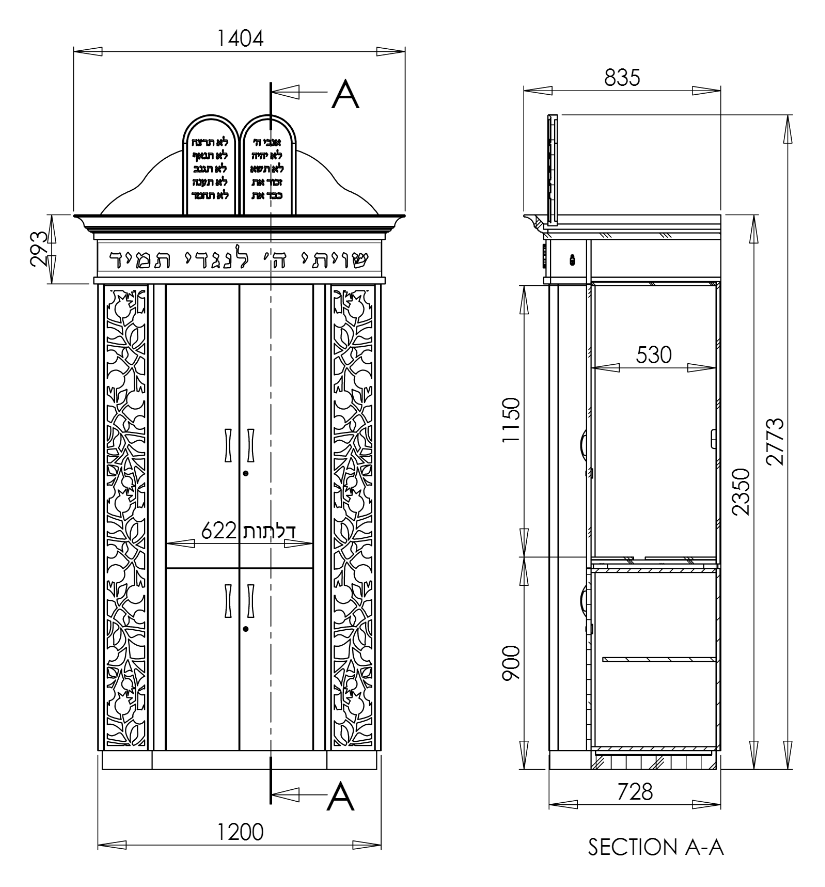 1404
A
835
אנכי ה'
לא יהיה
לא תשא
זכור את
כבד את
לא תרצח
לא תנאף
לא תגנב
לא תענה
לא תחמד
293
שויתי ה' לנגדי תמיד
530
1150
2773
2350
דלתות 622
900
A
728
1200
SECTION A-A